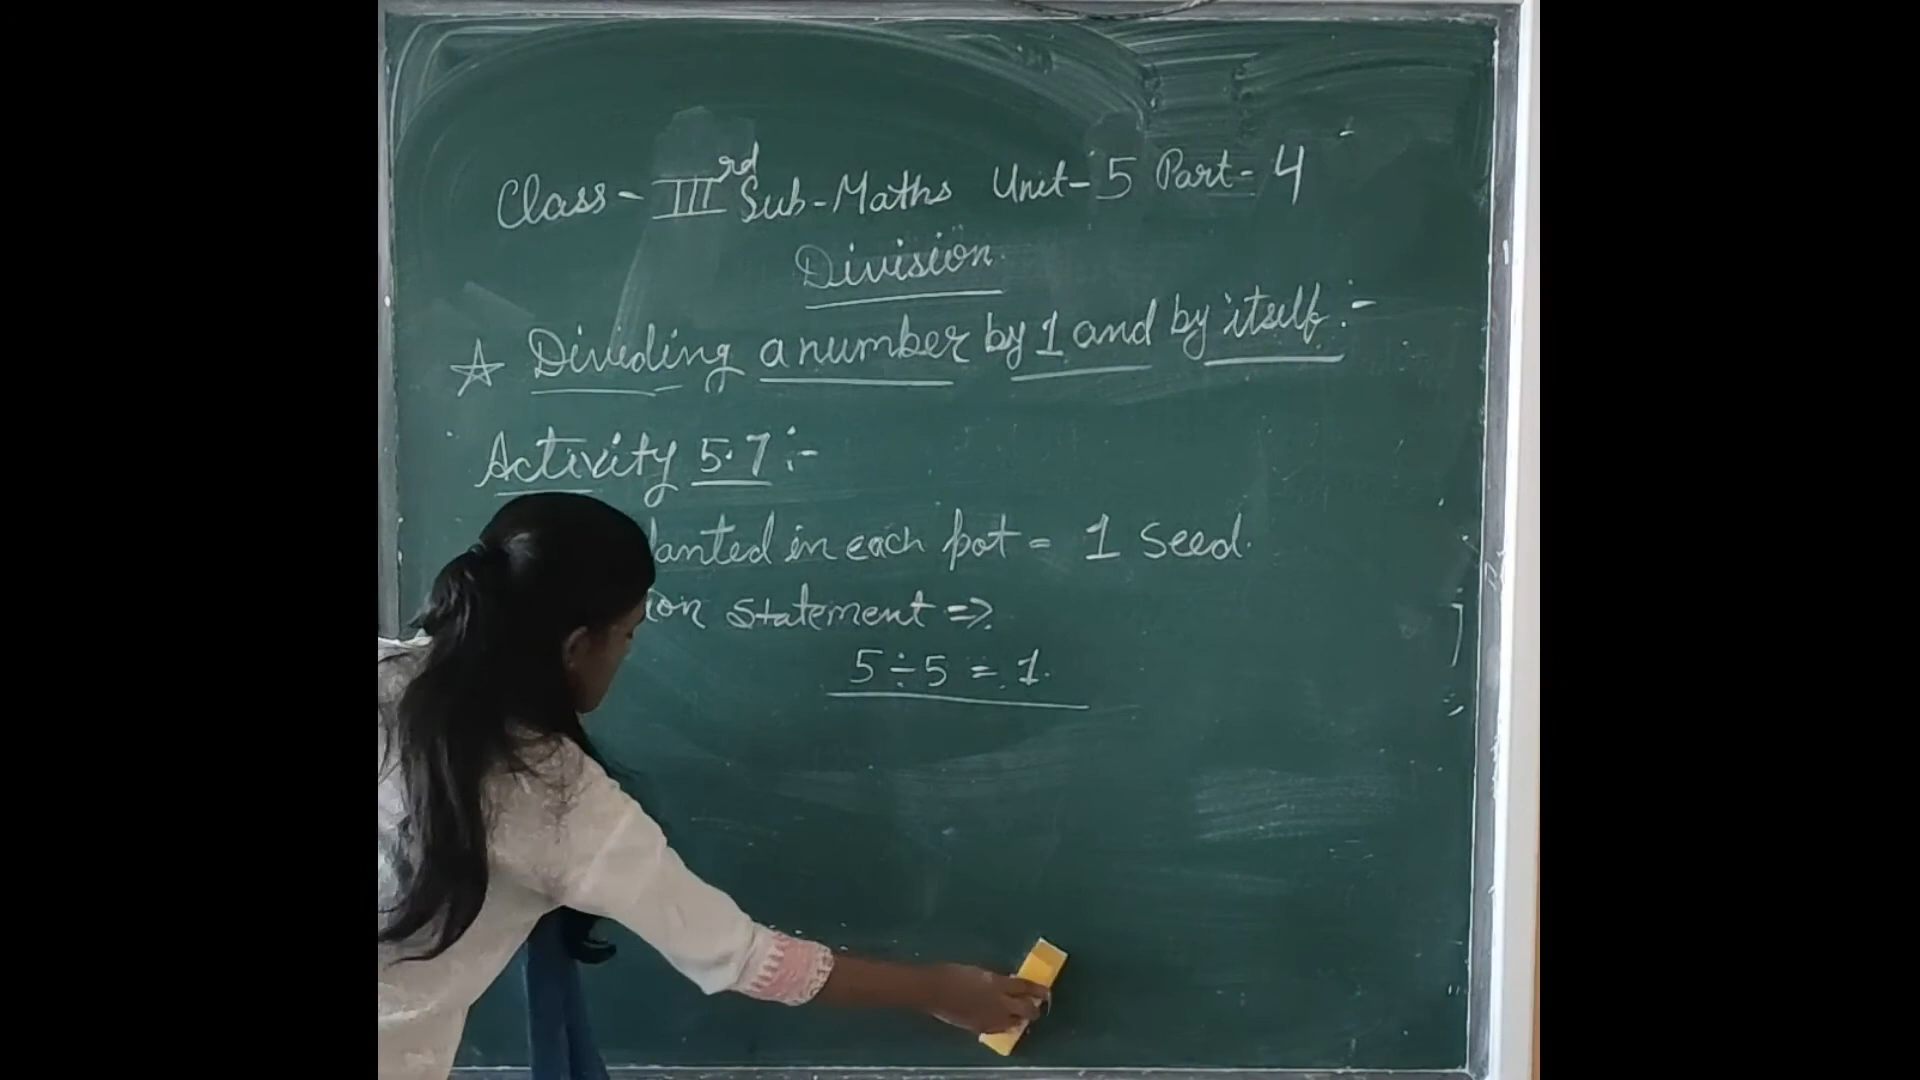 Class - III rd Sub - Maths Unit - 5 Part - 4
Division
☆ Dividing a number by 1 and by itself :-
Activity 5.7 :-
lanted in each pot = 1 seed.
ion statement =>
5 ÷ 5 = 1.